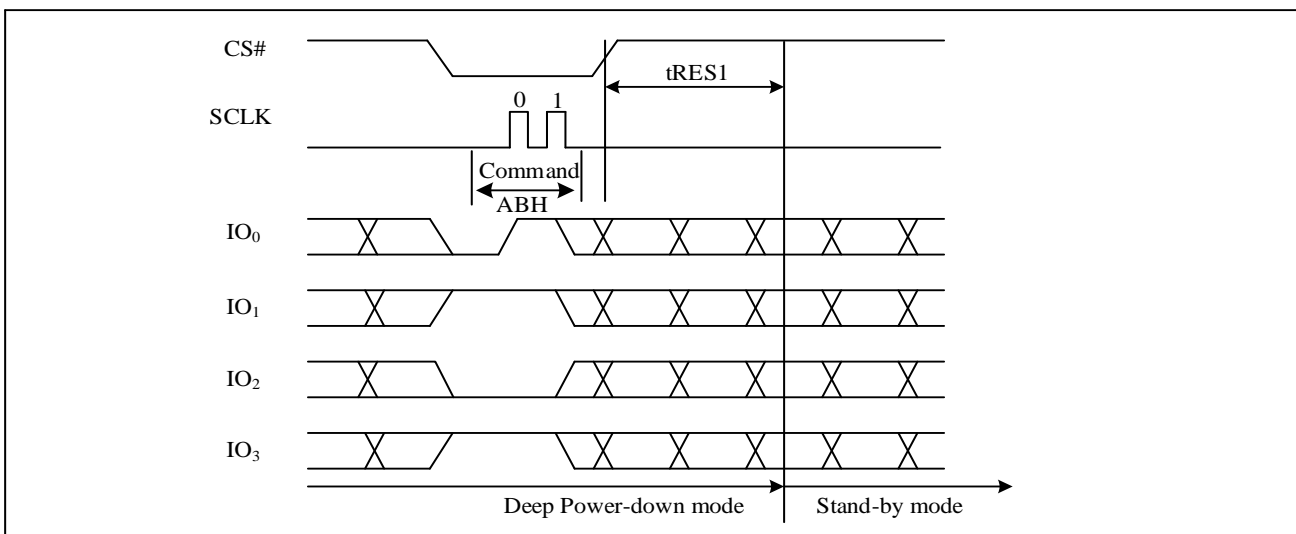 CS#
tRES1
0 1
SCLK
Command
ABH
IO₀
IO₁
IO₂
IO₃
Deep Power-down mode Stand-by mode